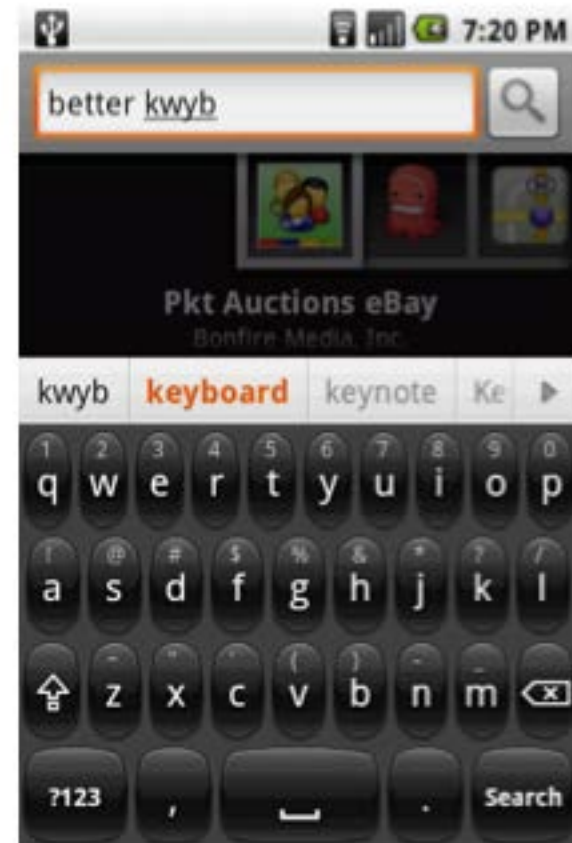 7:20 PM
better kwyb
Pkt Auctions eBay
Bonfire Media, Inc.
kwyb keyboard keynote Ke
1 2 3 4 5 6 7 8 9 0
q w e r t y u i o p
! @ # $ % & * ? /
a s d f g h j k l
z x c v b n m
?123 , . Search